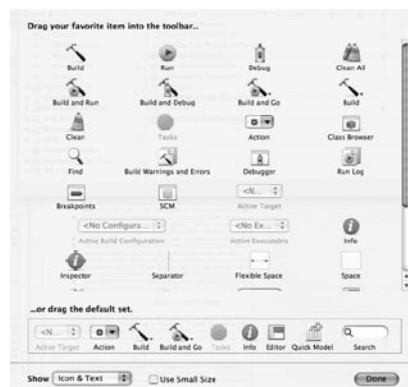 Drag your favorite item into the toolbar...
Build Run Debug Clean All
Build and Run Build and Debug Build and Go Build
Clean Tasks Action Class Browser
Find Build Warnings and Errors Debugger Run Log
<N...
Breakpoints SCM Active Target
<No Configura... <No Ex...
Active Build Configuration Active Executable Info
Inspector Separator Flexible Space Space
...or drag the default set.
<N...
Active Target Action Build Build and Go Tasks Info Editor Quick Model Search
Show Icon & Text Use Small Size Done